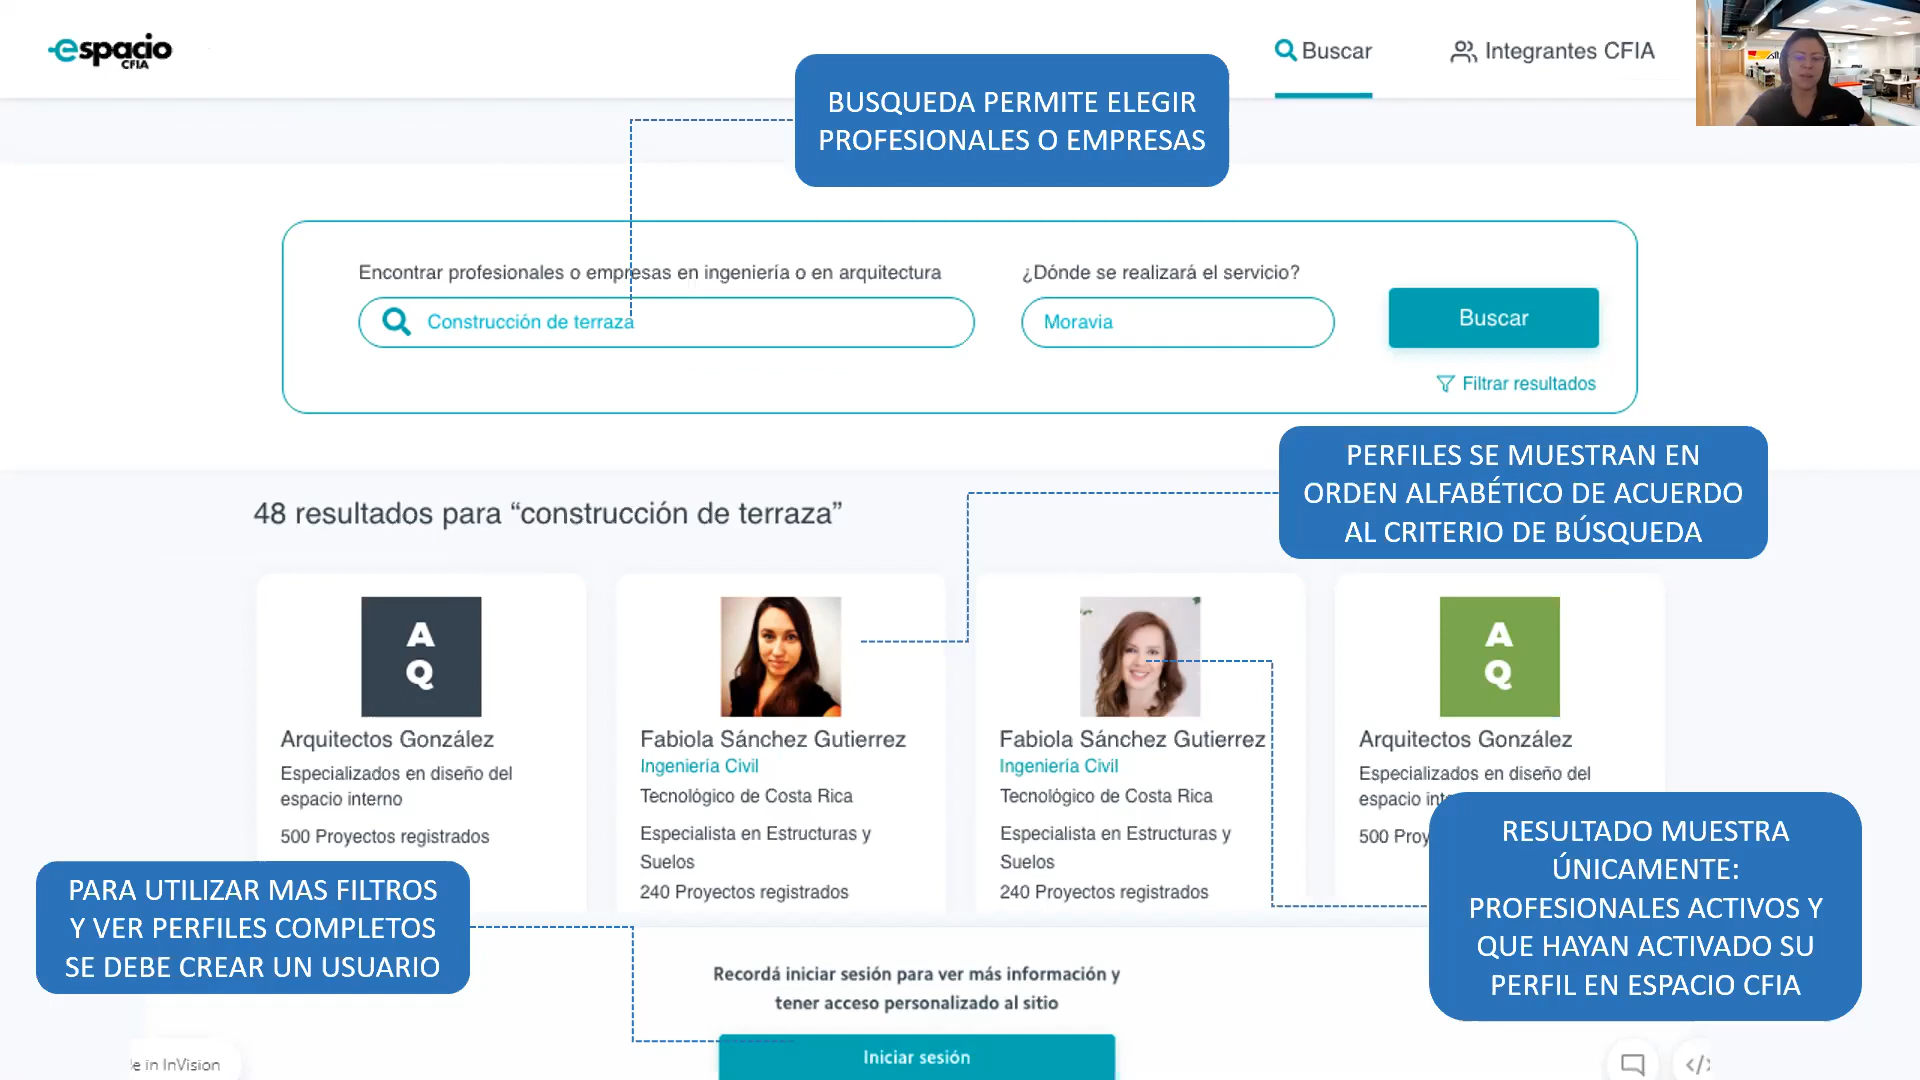 espacio
CFIA
Buscar
Integrantes CFIA
BUSQUEDA PERMITE ELEGIR
PROFESIONALES O EMPRESAS
Encontrar profesionales o empresas en ingeniería o en arquitectura
¿Dónde se realizará el servicio?
Construcción de terraza
Moravia
Buscar
Filtrar resultados
PERFILES SE MUESTRAN EN
ORDEN ALFABÉTICO DE ACUERDO
AL CRITERIO DE BÚSQUEDA
48 resultados para “construcción de terraza”
A
Q
Arquitectos González
Especializados en diseño del
espacio interno
500 Proyectos registrados
Fabiola Sánchez Gutierrez
Ingeniería Civil
Tecnológico de Costa Rica
Especialista en Estructuras y
Suelos
240 Proyectos registrados
Fabiola Sánchez Gutierrez
Ingeniería Civil
Tecnológico de Costa Rica
Especialista en Estructuras y
Suelos
240 Proyectos registrados
A
Q
Arquitectos González
Especializados en diseño del
espacio
500
RESULTADO MUESTRA
ÚNICAMENTE:
PROFESIONALES ACTIVOS Y
QUE HAYAN ACTIVADO SU
PERFIL EN ESPACIO CFIA
PARA UTILIZAR MAS FILTROS
Y VER PERFILES COMPLETOS
SE DEBE CREAR UN USUARIO
Recordá iniciar sesión para ver más información y
tener acceso personalizado al sitio
Iniciar sesión
in InVision